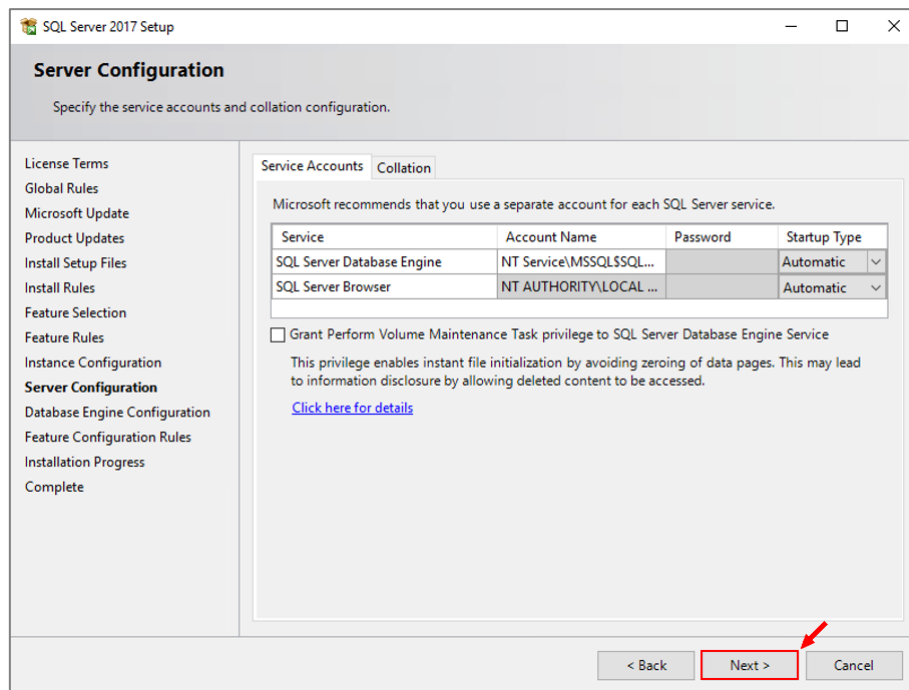 SQL Server 2017 Setup
Server Configuration
Specify the service accounts and collation configuration.
License Terms
Global Rules
Microsoft Update
Product Updates
Install Setup Files
Install Rules
Feature Selection
Feature Rules
Instance Configuration
Server Configuration
Database Engine Configuration
Feature Configuration Rules
Installation Progress
Complete
Service Accounts Collation
Microsoft recommends that you use a separate account for each SQL Server service.
Service Account Name Password Startup Type
SQL Server Database Engine NT Service\MSSQL$SQL... Automatic
SQL Server Browser NT AUTHORITY\LOCAL ... Automatic
Grant Perform Volume Maintenance Task privilege to SQL Server Database Engine Service
This privilege enables instant file initialization by avoiding zeroing of data pages. This may lead
to information disclosure by allowing deleted content to be accessed.
Click here for details
< Back Next > Cancel